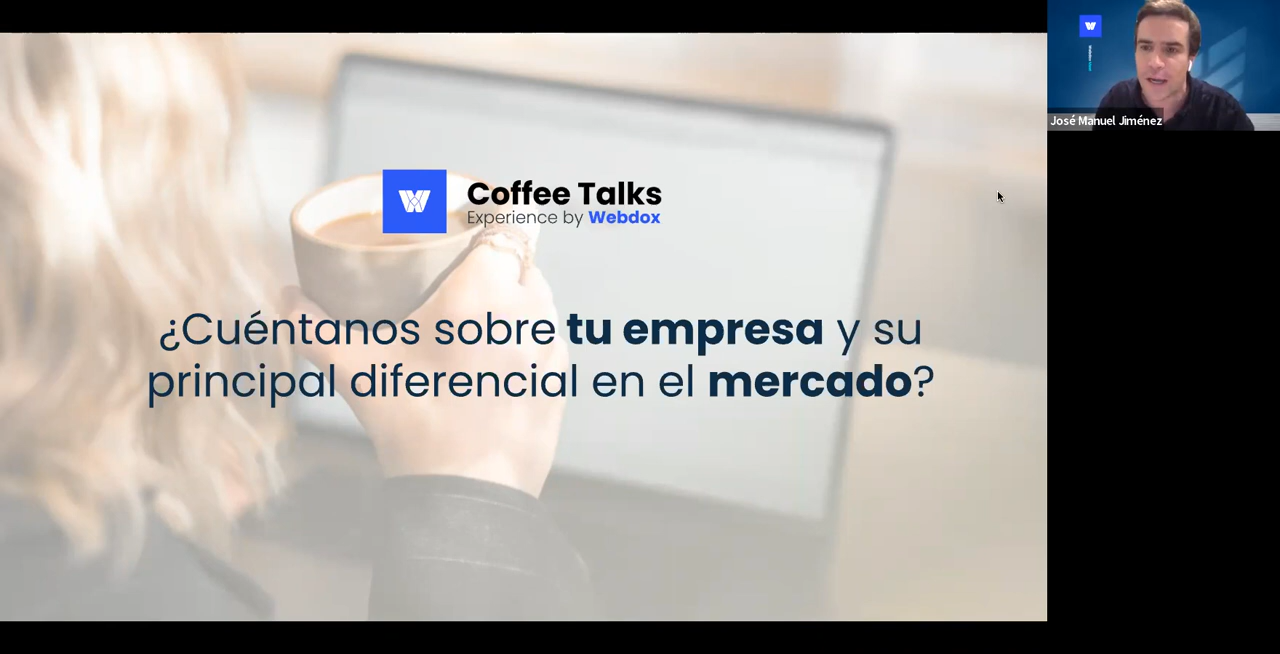 Coffee Talks
Experience by Webdox
¿Cuéntanos sobre tu empresa y su
principal diferencial en el mercado?
José Manuel Jiménez